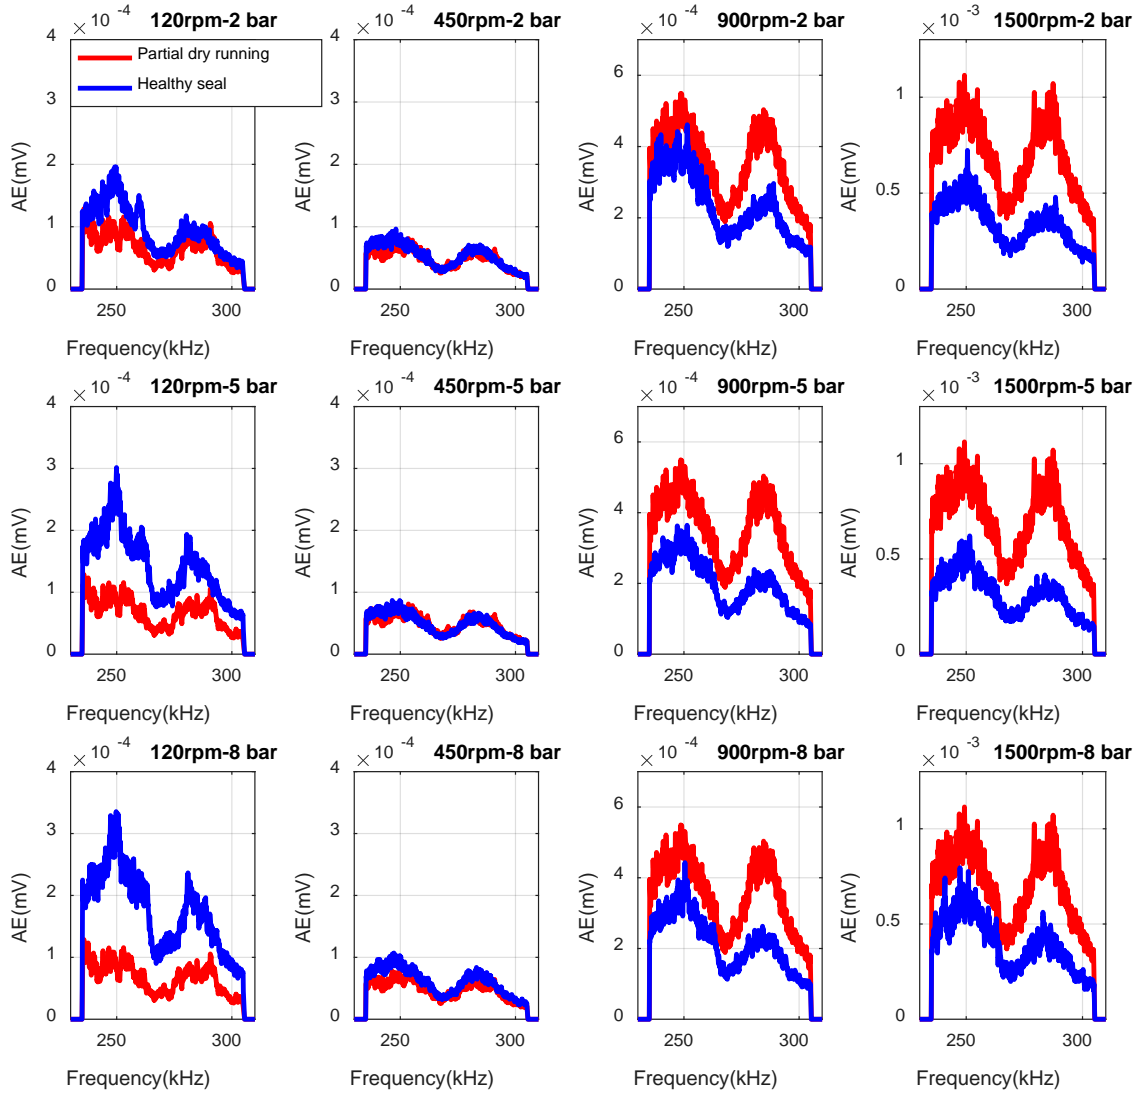 × 10 -4 120rpm-2 bar
× 10 -4 450rpm-2 bar
× 10 -4 900rpm-2 bar
× 10 -3 1500rpm-2 bar
Partial dry running
Healthy seal
AE(mV)
4
3
2
1
0
250 300
Frequency(kHz)
AE(mV)
4
3
2
1
0
250 300
Frequency(kHz)
AE(mV)
6
4
2
0
250 300
Frequency(kHz)
AE(mV)
1
0.5
0
250 300
Frequency(kHz)
× 10 -4 120rpm-5 bar
× 10 -4 450rpm-5 bar
× 10 -4 900rpm-5 bar
× 10 -3 1500rpm-5 bar
AE(mV)
4
3
2
1
0
250 300
Frequency(kHz)
AE(mV)
4
3
2
1
0
250 300
Frequency(kHz)
AE(mV)
6
4
2
0
250 300
Frequency(kHz)
AE(mV)
1
0.5
0
250 300
Frequency(kHz)
× 10 -4 120rpm-8 bar
× 10 -4 450rpm-8 bar
× 10 -4 900rpm-8 bar
× 10 -3 1500rpm-8 bar
AE(mV)
4
3
2
1
0
250 300
Frequency(kHz)
AE(mV)
4
3
2
1
0
250 300
Frequency(kHz)
AE(mV)
6
4
2
0
250 300
Frequency(kHz)
AE(mV)
1
0.5
0
250 300
Frequency(kHz)